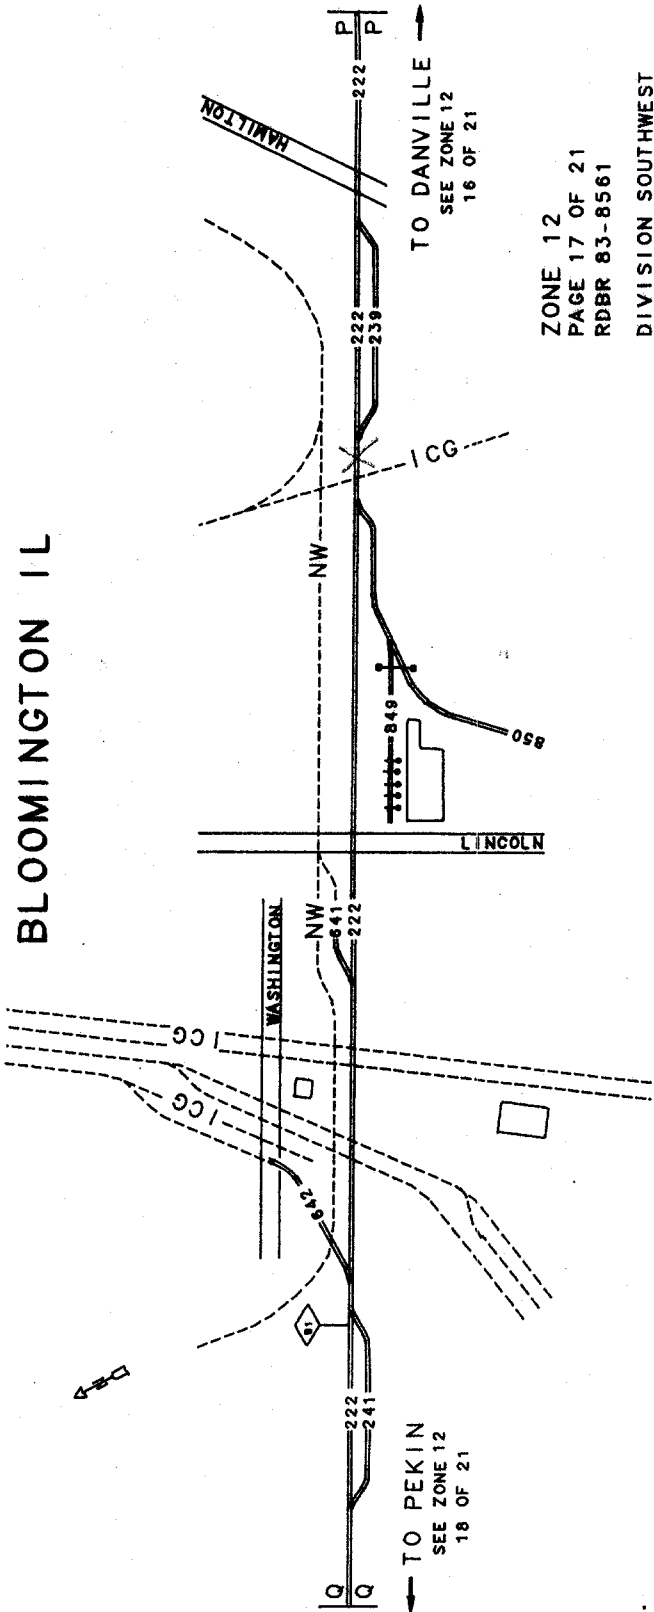 BLOOMINGTON IL
Q
Q
TO PEKIN
SEE ZONE 12
18 OF 21
222
241
91
642
ICG
ICG
WASHINGTON
NW
641
222
LINCOLN
849
850
NW
ICG
222
239
HAMILTON
222
P
P
TO DANVILLE
SEE ZONE 12
16 OF 21
ZONE 12
PAGE 17 OF 21
RDBR 83-8561
DIVISION SOUTHWEST
N